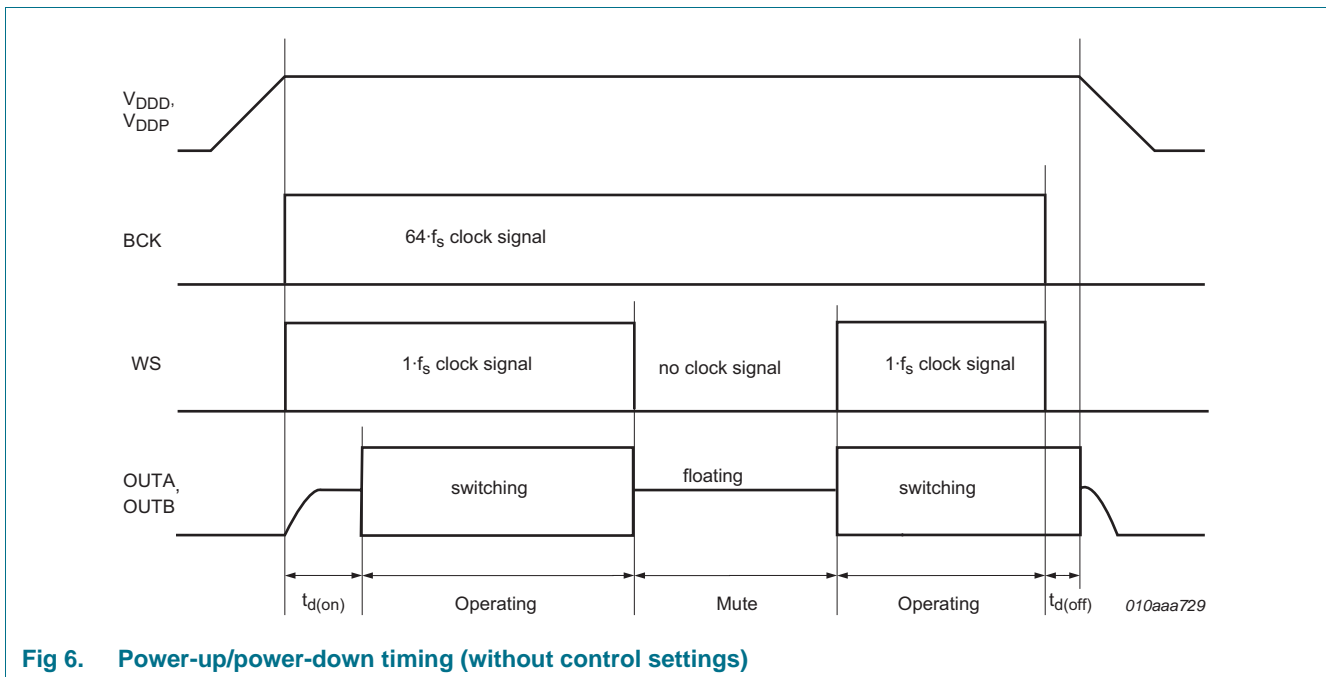 VDDD,
VDDP
BCK
64·fs clock signal
WS
1·fs clock signal
no clock signal
1·fs clock signal
OUTA,
OUTB
switching
floating
switching
td(on)
Operating
Mute
Operating
td(off)
010aaa729
Fig 6. Power-up/power-down timing (without control settings)